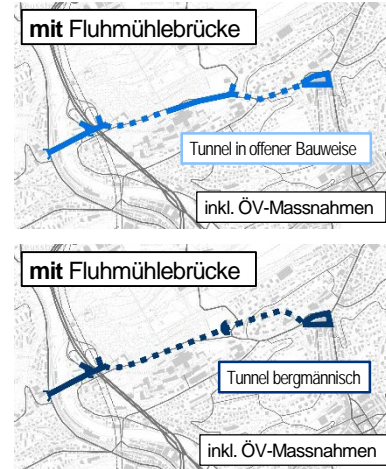 mit Fluhmühlebrücke
Tunnel in offener Bauweise
inkl. ÖV-Massnahmen
mit Fluhmühlebrücke
Tunnel bergmännisch
inkl. ÖV-Massnahmen